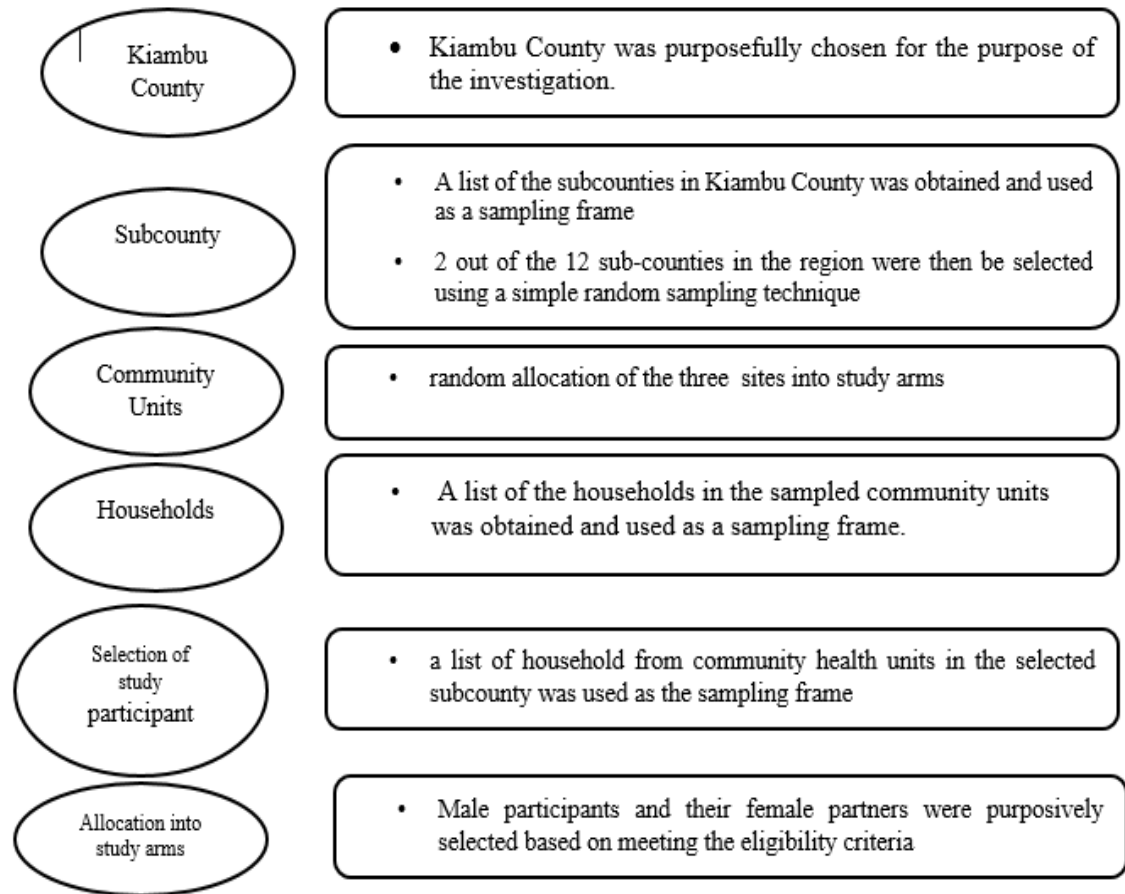 Kiambu
County
• Kiambu County was purposefully chosen for the purpose of
the investigation.
Subcounty
• A list of the subcounties in Kiambu County was obtained and used
as a sampling frame
• 2 out of the 12 sub-counties in the region were then be selected
using a simple random sampling technique
Community
Units
• random allocation of the three sites into study arms
Households
• A list of the households in the sampled community units
was obtained and used as a sampling frame.
Selection of
study
participant
• a list of household from community health units in the selected
subcounty was used as the sampling frame
Allocation into
study arms
• Male participants and their female partners were purposively
selected based on meeting the eligibility criteria